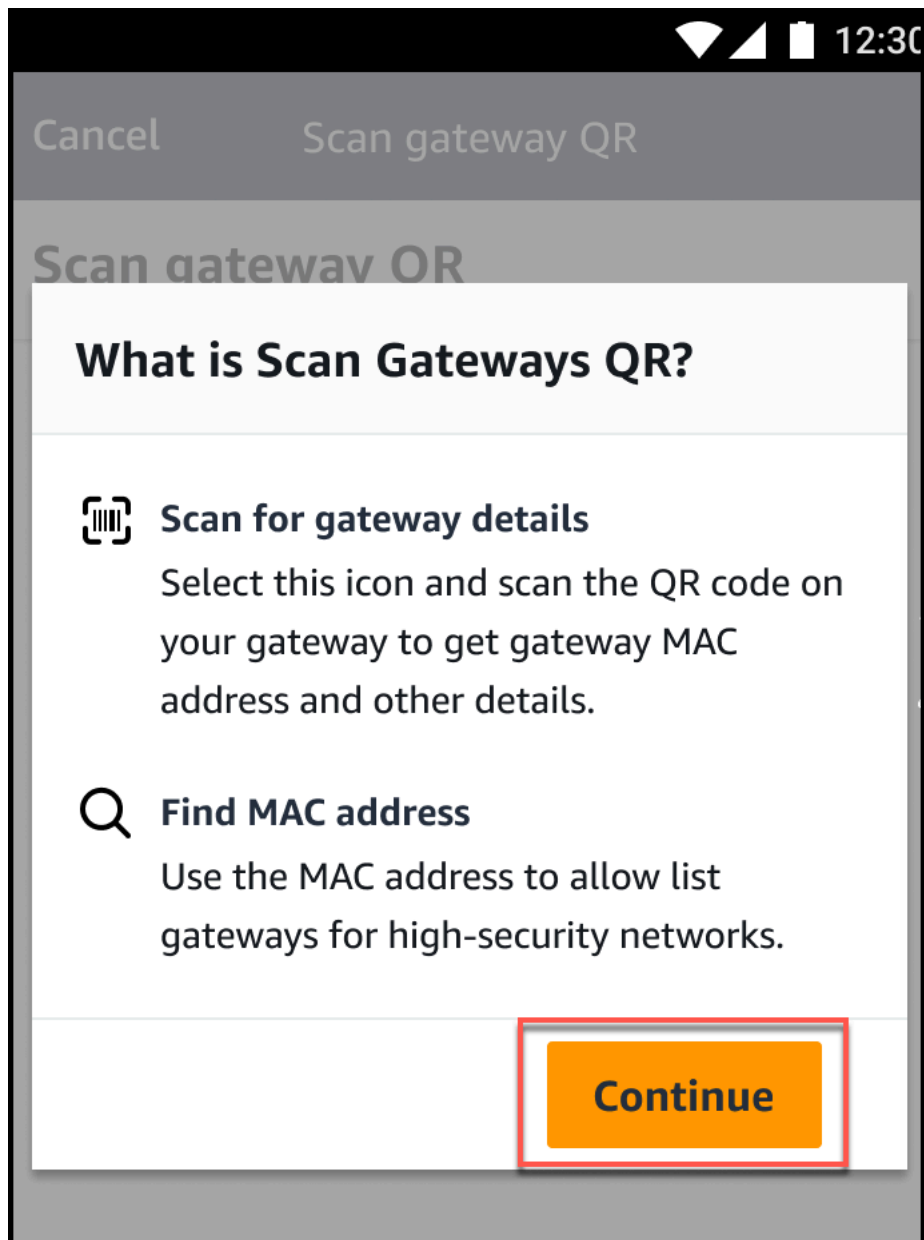 12:30
Cancel
Scan gateway QR
Scan gateway QR
What is Scan Gateways QR?
Scan for gateway details
Select this icon and scan the QR code on
your gateway to get gateway MAC
address and other details.
Find MAC address
Use the MAC address to allow list
gateways for high-security networks.
Continue